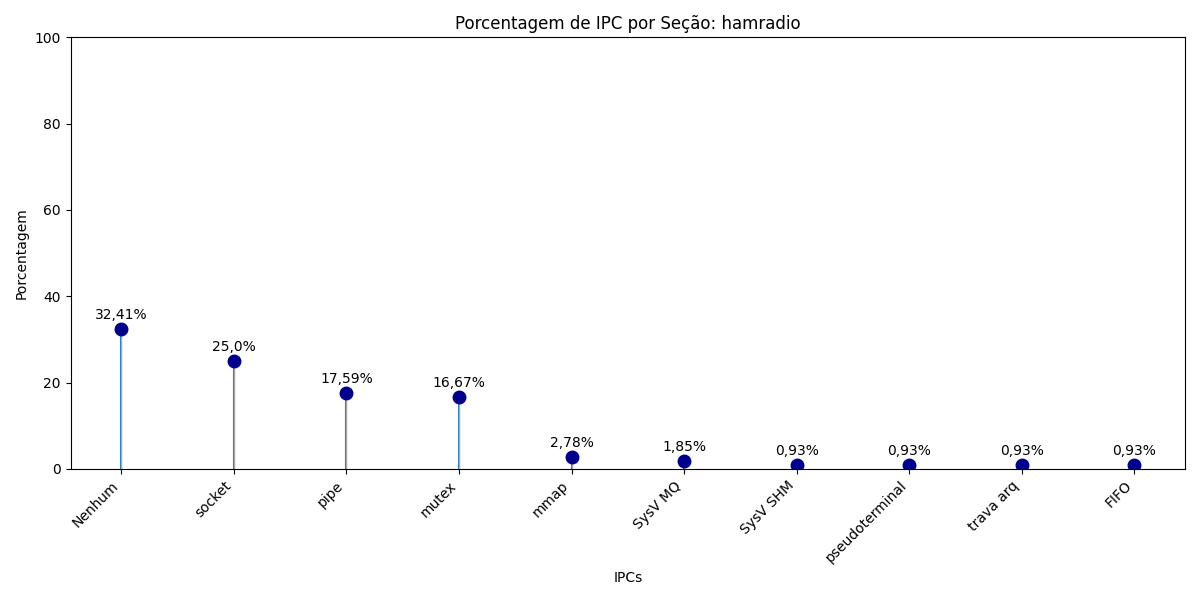 Porcentagem de IPC por Seção: hamradio
100
80
60
40
20
0
Porcentagem
32,41%
25,0%
17,59%
16,67%
2,78%
1,85%
0,93%
0,93%
0,93%
0,93%
Nenhum
socket
pipe
mutex
mmap
SysV MQ
SysV SHM
pseudoterminal
trava arq
FIFO
IPCs